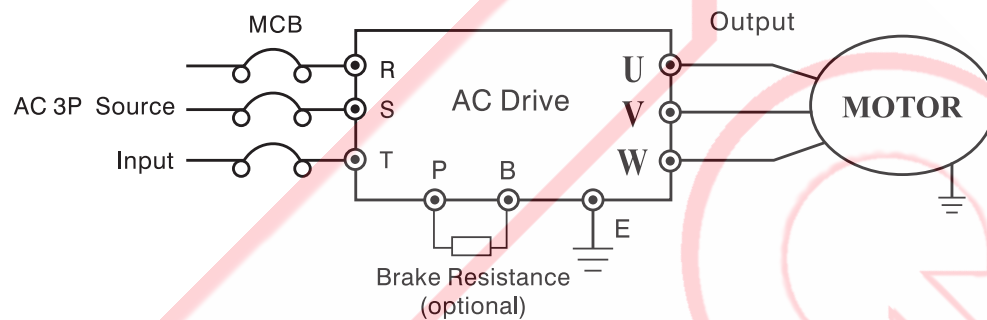 MCB
Output
R
U
AC 3P Source
S
AC Drive
V
MOTOR
Input
T
W
P
B
E
Brake Resistance
(optional)